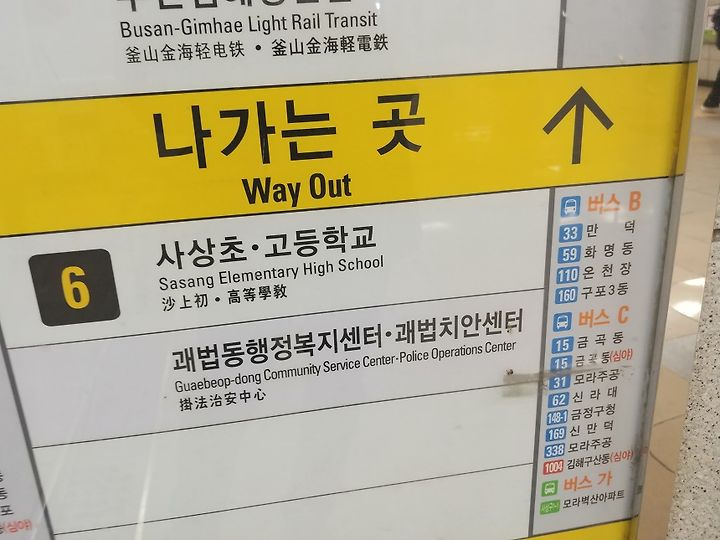 Busan-Gimhae Light Rail Transit
釜山金海轻电铁 • 釜山金海軽電鉄
나가는 곳
Way Out
6
사상초·고등학교
Sasang Elementary High School
沙上初·高等學敎
괘법동행정복지센터·괘법치안센터
Guaebeop-dong Community Service Center·Police Operations Center
掛法治安中心
버스 B
33 만 덕
59 화 명 동
110 온 천 장
160 구포3동
버스 C
15 금 곡 동
15 금곡동(심야)
31 모라주공
62 신 라 대
148-1 금정구청
169 신 만 덕
338 모라주공
1004 김해구산동(심야)
버스 가
모라벽산아파트